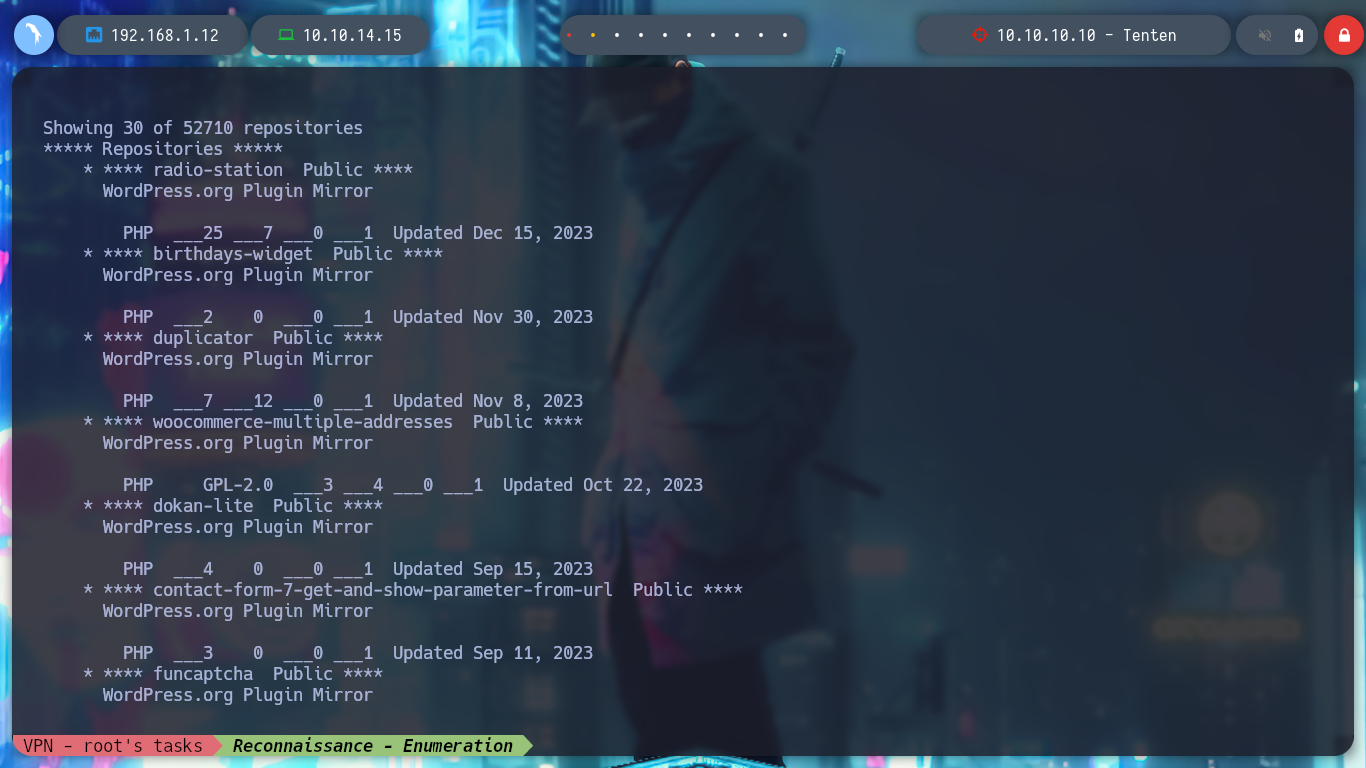 192.168.1.12 10.10.14.15 10.10.10.10 - Tenten
Showing 30 of 52710 repositories
***** Repositories *****
* **** radio-station  Public ****
WordPress.org Plugin Mirror
PHP  ___25 ___7 ___0 ___1  Updated Dec 15, 2023
* **** birthdays-widget  Public ****
WordPress.org Plugin Mirror
PHP  ___2    0  ___0 ___1  Updated Nov 30, 2023
* **** duplicator  Public ****
WordPress.org Plugin Mirror
PHP  ___7 ___12 ___0 ___1  Updated Nov 8, 2023
* **** woocommerce-multiple-addresses  Public ****
WordPress.org Plugin Mirror
PHP     GPL-2.0  ___3 ___4 ___0 ___1  Updated Oct 22, 2023
* **** dokan-lite  Public ****
WordPress.org Plugin Mirror
PHP  ___4    0  ___0 ___1  Updated Sep 15, 2023
* **** contact-form-7-get-and-show-parameter-from-url  Public ****
WordPress.org Plugin Mirror
PHP  ___3    0  ___0 ___1  Updated Sep 11, 2023
* **** funcaptcha  Public ****
WordPress.org Plugin Mirror
VPN - root's tasks Reconnaissance - Enumeration